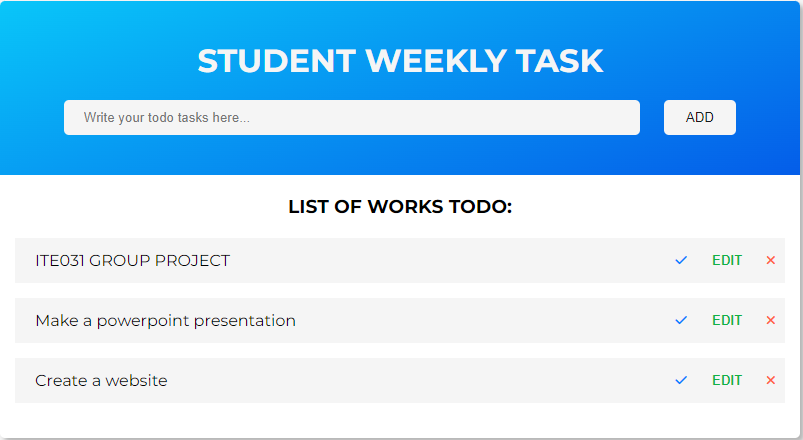 STUDENT WEEKLY TASK
Write your todo tasks here...
ADD
LIST OF WORKS TODO:
ITE031 GROUP PROJECT EDIT
Make a powerpoint presentation EDIT
Create a website EDIT